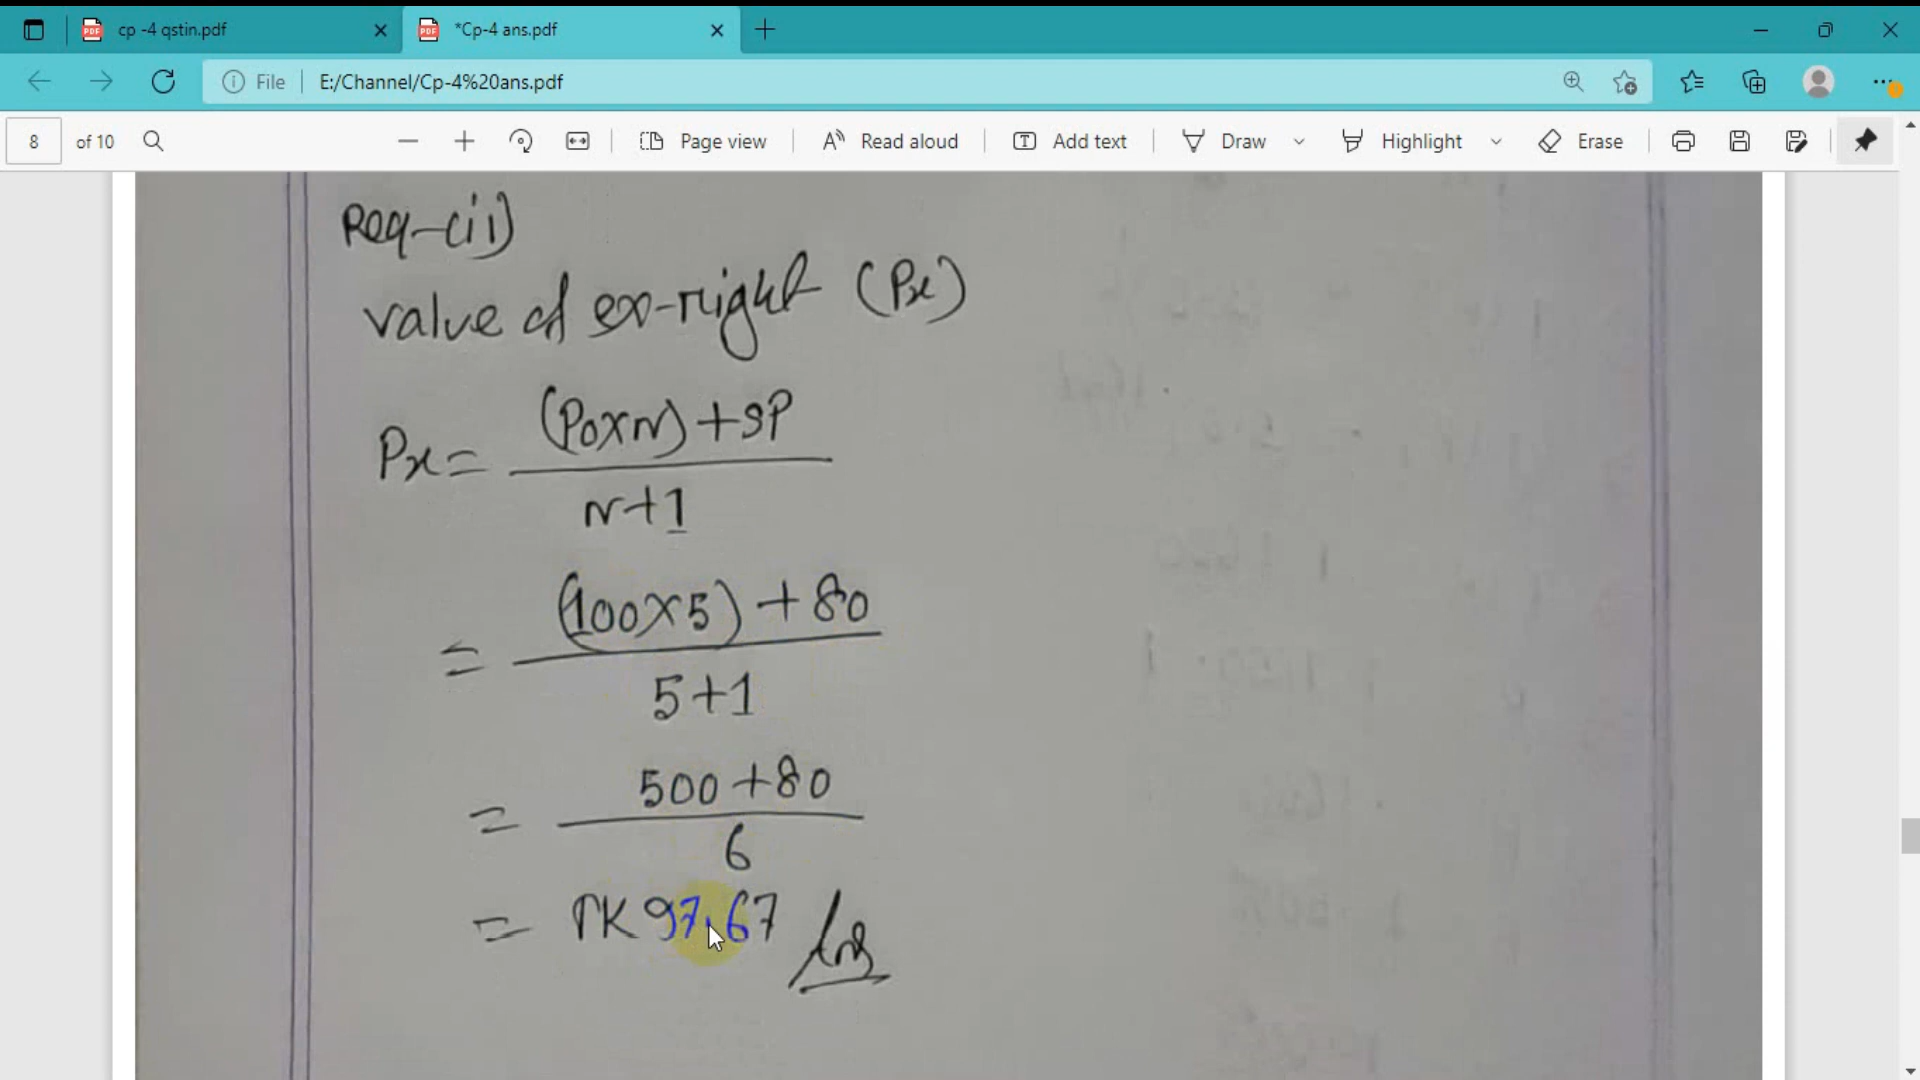 cp -4 qstin.pdf
*Cp-4 ans.pdf
File
E:/Channel/Cp-4%20ans.pdf
8 of 10
Page view
Read aloud
Add text
Draw
Highlight
Erase
Req-(ii)
value of ex-right (Px)
Px = (P0×N)+SP
N+1
= (100×5) + 80
5+1
= 500+80
6
= TK 97.67 Ans